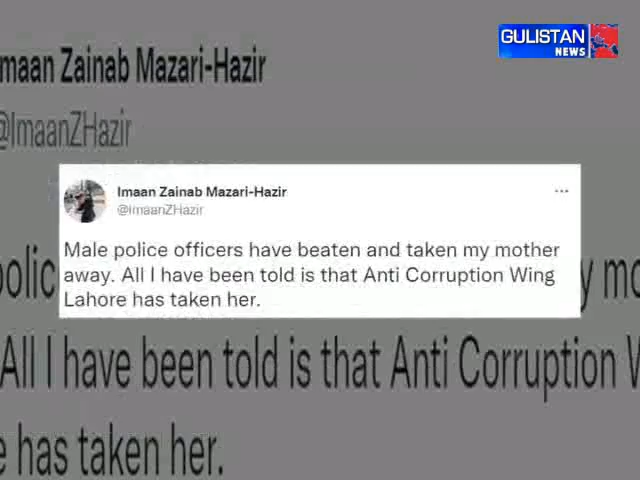 GULISTAN
NEWS
maan Zainab Mazari-Hazir
@ImaanZHazir
Imaan Zainab Mazari-Hazir
@ImaanZHazir
Male police officers have beaten and taken my mother
away. All I have been told is that Anti Corruption Wing
Lahore has taken her.
polic
y mo
All I have been told is that Anti Corruption W
e has taken her.